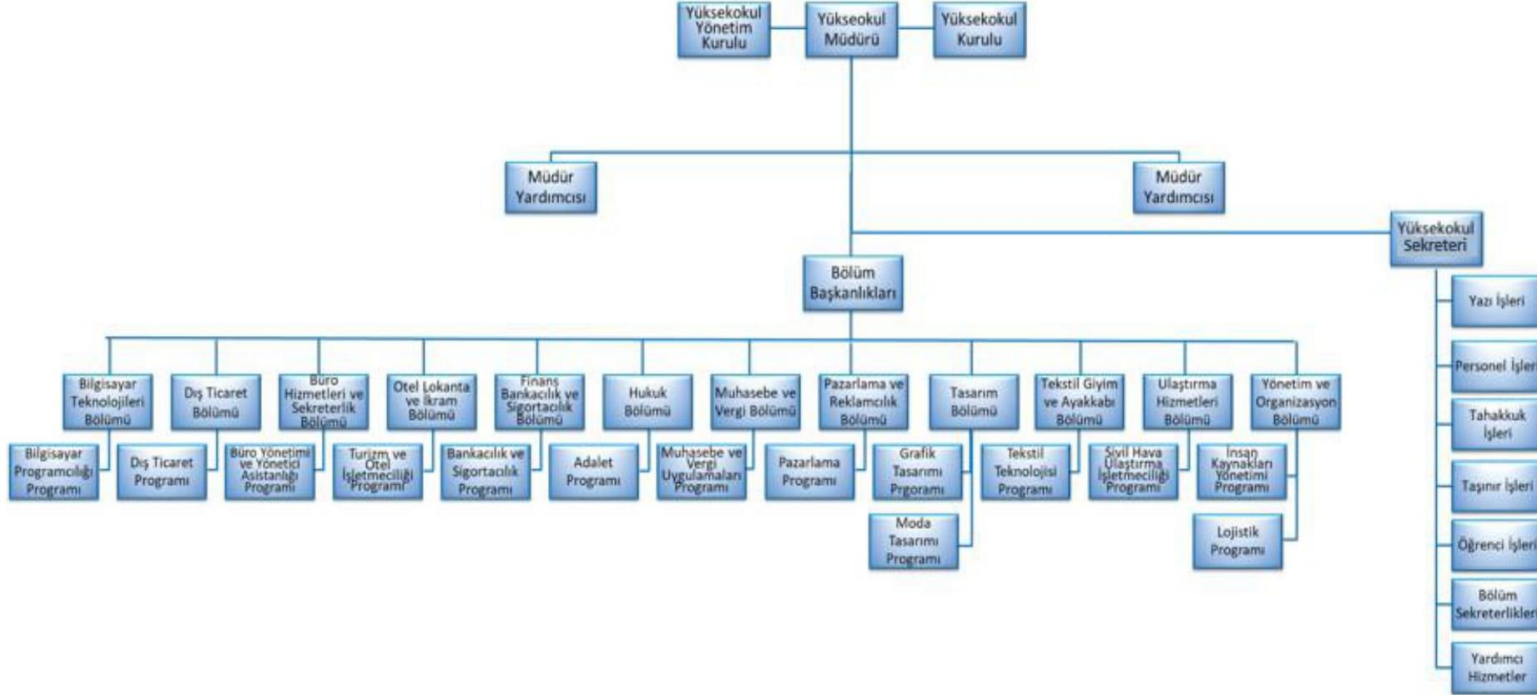 Yüksekokul
Yönetim
Kurulu
Yükseokul
Müdürü
Yüksekokul
Kurulu
Müdür
Yardımcısı
Müdür
Yardımcısı
Yüksekokul
Sekreteri
Bölüm
Başkanlıkları
Bilgisayar
Teknolojileri
Bölümü
Dış Ticaret
Bölümü
Büro
Hizmetleri ve
Sekreterlik
Bölümü
Otel Lokanta
ve İkram
Bölümü
Finans
Bankacılık ve
Sigortacılık
Bölümü
Hukuk
Bölümü
Muhasebe ve
Vergi Bölümü
Pazarlama ve
Reklamcılık
Bölümü
Tasarım
Bölümü
Tekstil Giyim
ve Ayakkabı
Bölümü
Ulaştırma
Hizmetleri
Bölümü
Yönetim ve
Organizasyon
Bölümü
Bilgisayar
Programcılığı
Programı
Dış Ticaret
Programı
Büro Yönetimi
ve Yönetici
Asistanlığı
Programı
Turizm ve
Otel
İşletmeciliği
Programı
Bankacılık ve
Sigortacılık
Programı
Adalet
Programı
Muhasebe ve
Vergi
Uygulamaları
Programı
Pazarlama
Programı
Grafik
Tasarımı
Prgoramı
Tekstil
Teknolojisi
Programı
Sivil Hava
Ulaştırma
İşletmeciliği
Programı
İnsan
Kaynakları
Yönetimi
Programı
Moda
Tasarımı
Programı
Lojistik
Programı
Yazı İşleri
Personel İşleri
Tahakkuk
İşleri
Taşınır İşleri
Öğrenci İşleri
Bölüm
Sekreterlikleri
Yardımcı
Hizmetler